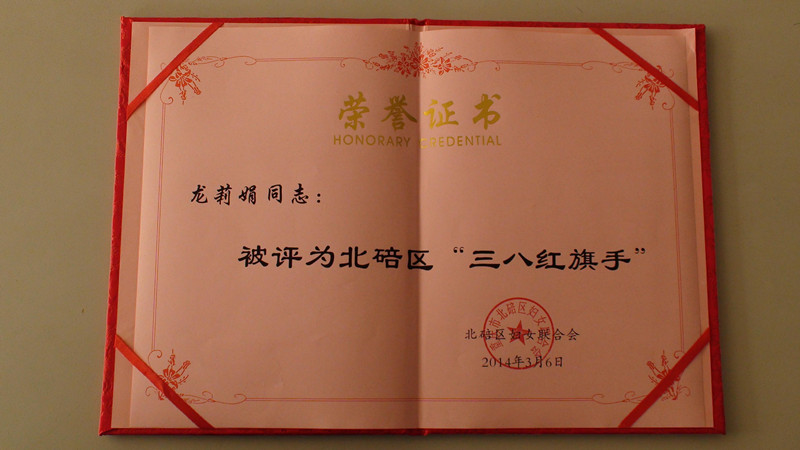 荣誉证书
HONORARY CREDENTIAL
龙莉娟同志：
被评为北碚区“三八红旗手”
北碚区妇女联合会
2014年3月6日